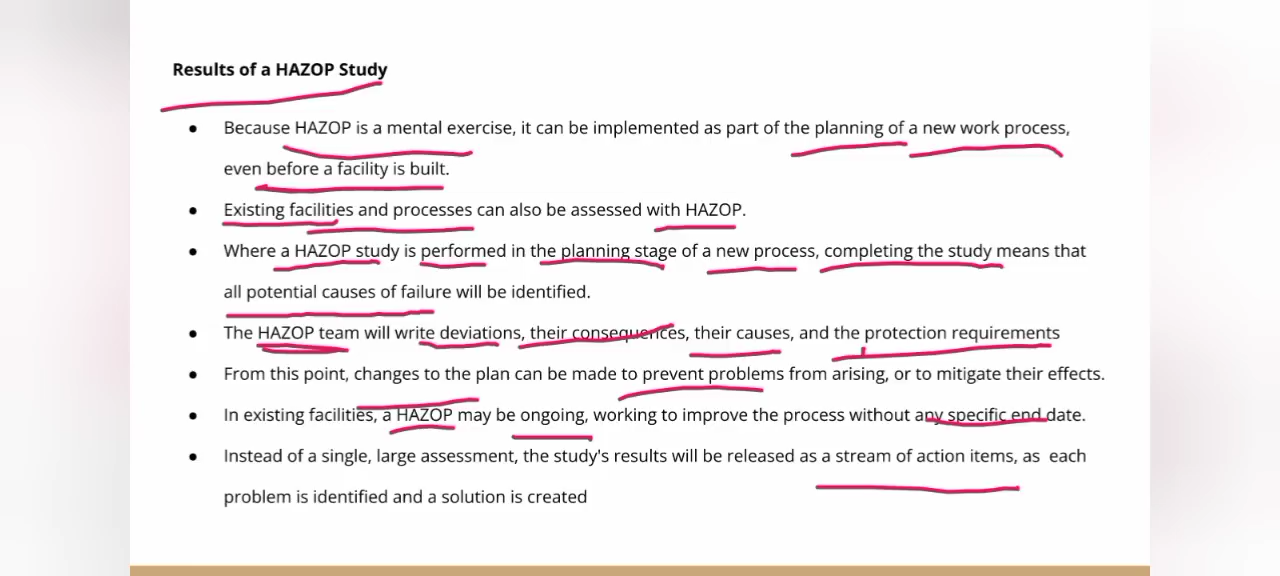 Results of a HAZOP Study
● Because HAZOP is a mental exercise, it can be implemented as part of the planning of a new work process,
even before a facility is built.
● Existing facilities and processes can also be assessed with HAZOP.
● Where a HAZOP study is performed in the planning stage of a new process, completing the study means that
all potential causes of failure will be identified.
● The HAZOP team will write deviations, their consequences, their causes, and the protection requirements
● From this point, changes to the plan can be made to prevent problems from arising, or to mitigate their effects.
● In existing facilities, a HAZOP may be ongoing, working to improve the process without any specific end date.
● Instead of a single, large assessment, the study's results will be released as a stream of action items, as each
problem is identified and a solution is created